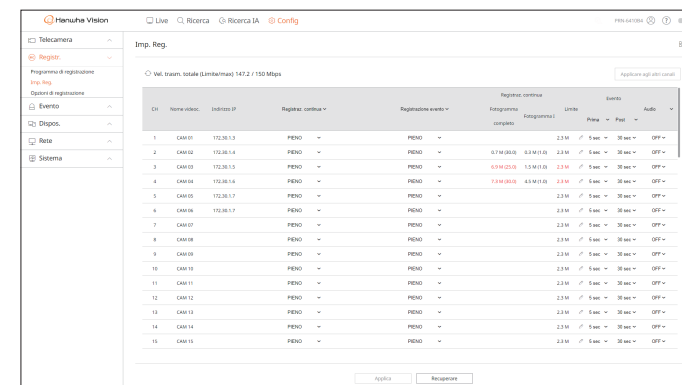 Hanwha Vision
Live Ricerca Ricerca IA Config
PRN-6410B4
Telecamera
Registr.
Programma di registrazione
Imp. Reg.
Opzioni di registrazione
Evento
Dispos.
Rete
Sistema
Imp. Reg.
Vel. trasm. totale (Limite/max) 147.2 / 150 Mbps
Applicare agli altri canali
Registraz. continua Evento
CH Nome videoc. Indirizzo IP Registraz. continua Registrazione evento Fotogramma completo Fotogramma I Limite Prima Post Audio
1 CAM 01 172.30.1.3 PIENO PIENO 2.3 M 5 sec 30 sec OFF
2 CAM 02 172.30.1.4 PIENO PIENO 0.7 M (30.0) 0.3 M (1.0) 2.3 M 5 sec 30 sec OFF
3 CAM 03 172.30.1.5 PIENO PIENO 6.9 M (25.0) 1.5 M (1.0) 2.3 M 5 sec 30 sec OFF
4 CAM 04 172.30.1.6 PIENO PIENO 7.3 M (30.0) 4.5 M (1.0) 2.3 M 5 sec 30 sec OFF
5 CAM 05 172.30.1.7 PIENO PIENO 2.3 M 5 sec 30 sec OFF
6 CAM 06 172.30.1.7 PIENO PIENO 2.3 M 5 sec 30 sec OFF
7 CAM 07 PIENO PIENO 2.3 M 5 sec 30 sec OFF
8 CAM 08 PIENO PIENO 2.3 M 5 sec 30 sec OFF
9 CAM 09 PIENO PIENO 2.3 M 5 sec 30 sec OFF
10 CAM 10 PIENO PIENO 2.3 M 5 sec 30 sec OFF
11 CAM 11 PIENO PIENO 2.3 M 5 sec 30 sec OFF
12 CAM 12 PIENO PIENO 2.3 M 5 sec 30 sec OFF
13 CAM 13 PIENO PIENO 2.3 M 5 sec 30 sec OFF
14 CAM 14 PIENO PIENO 2.3 M 5 sec 30 sec OFF
15 CAM 15 PIENO PIENO 2.3 M 5 sec 30 sec OFF
Applica Recuperare